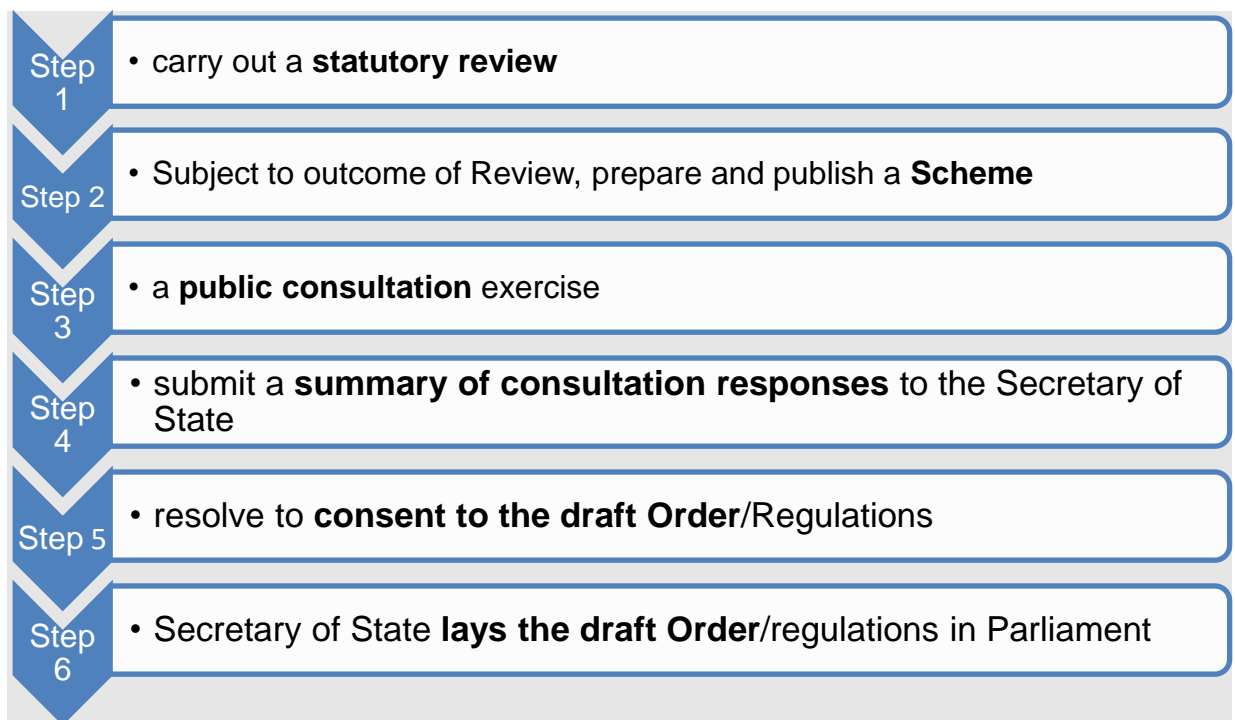 Step
1
• carry out a statutory review
Step 2
• Subject to outcome of Review, prepare and publish a Scheme
Step
3
• a public consultation exercise
Step
4
• submit a summary of consultation responses to the Secretary of
State
Step 5
• resolve to consent to the draft Order/Regulations
Step
6
• Secretary of State lays the draft Order/regulations in Parliament